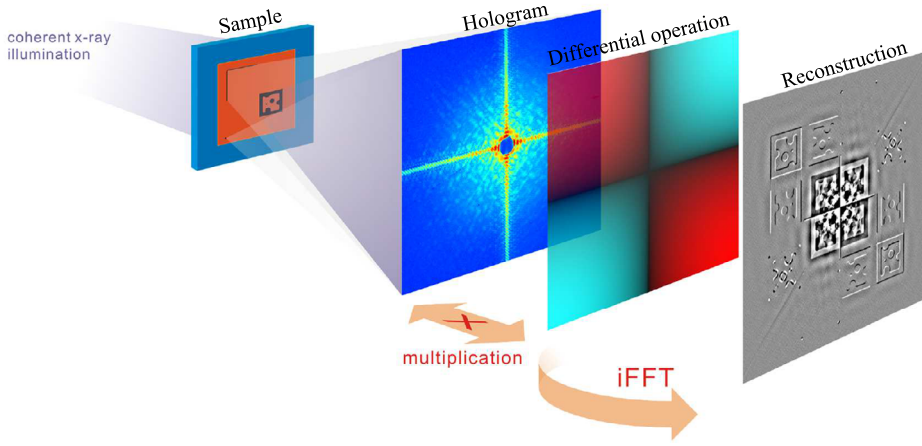 Sample
Hologram
Differential operation
Reconstruction
coherent x-ray
illumination
X
multiplication
iFFT